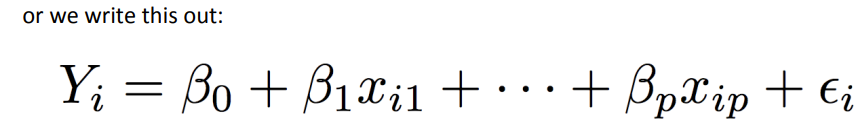 or we write this out:
Yᵢ = β₀ + β₁xᵢ₁ + ··· + βₚxᵢₚ + ϵᵢ